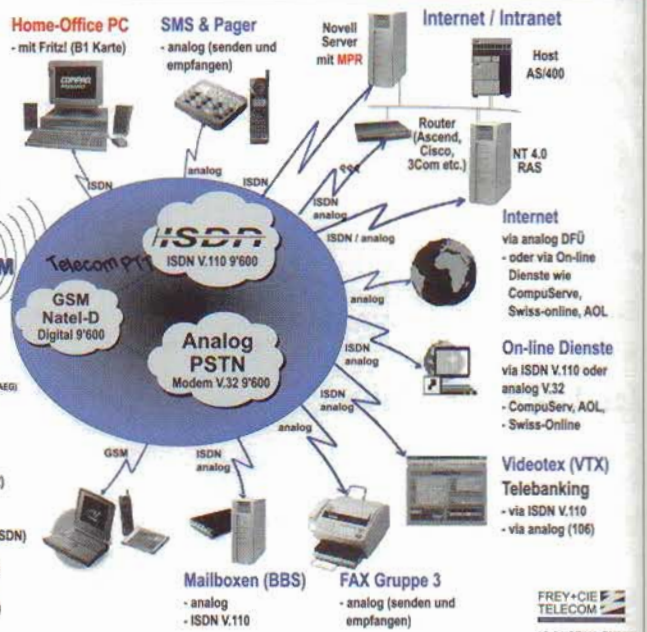 Home-Office PC
- mit Fritz! (B1 Karte)
SMS & Pager
- analog (senden und
empfangen)
Novell
Server
mit MPR
Internet / Intranet
Host
AS/400
COMPAQ
Router
(Ascend,
Cisco,
3Com etc.)
NT 4.0
RAS
ISDN
analog
ISDN
ISDN
analog
ISDN / analog
ISDN
ISDN V.110 9'600
Telecom PTT
M
GSM
Natel-D
Digital 9'600
Analog
PSTN
Modem V.32 9'600
Internet
via analog DFÜ
- oder via On-line
Dienste wie
CompuServe,
Swiss-online, AOL
analog
AEG)
ISDN
analog
On-line Dienste
via ISDN V.110 oder
analog V.32
- CompuServ, AOL,
- Swiss-Online
ISDN
analog
analog
GSM
ISDN
analog
)
SDN)
)
Videotex (VTX)
Telebanking
- via ISDN V.110
- via analog (106)
Mailboxen (BBS)
- analog
- ISDN V.110
FAX Gruppe 3
- analog (senden und
empfangen)
FREY+CIE
TELECOM